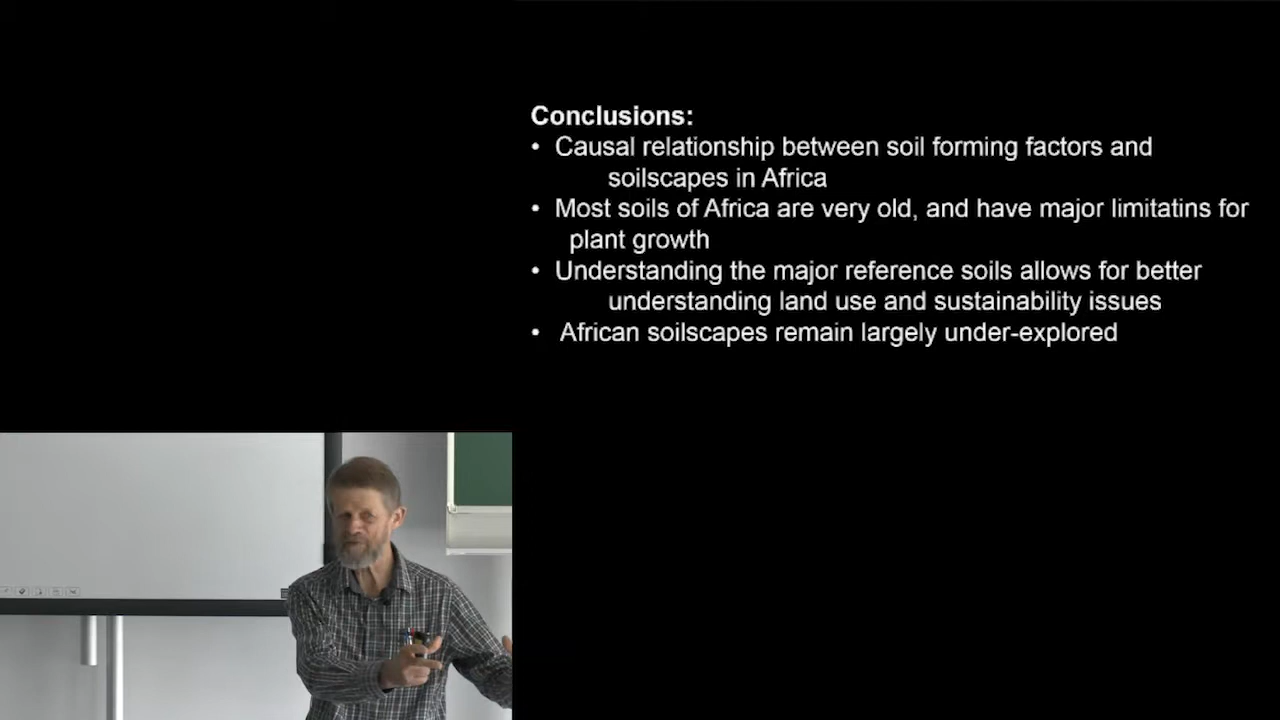 Conclusions:
• Causal relationship between soil forming factors and
soilscapes in Africa
• Most soils of Africa are very old, and have major limitatins for
plant growth
• Understanding the major reference soils allows for better
understanding land use and sustainability issues
• African soilscapes remain largely under-explored